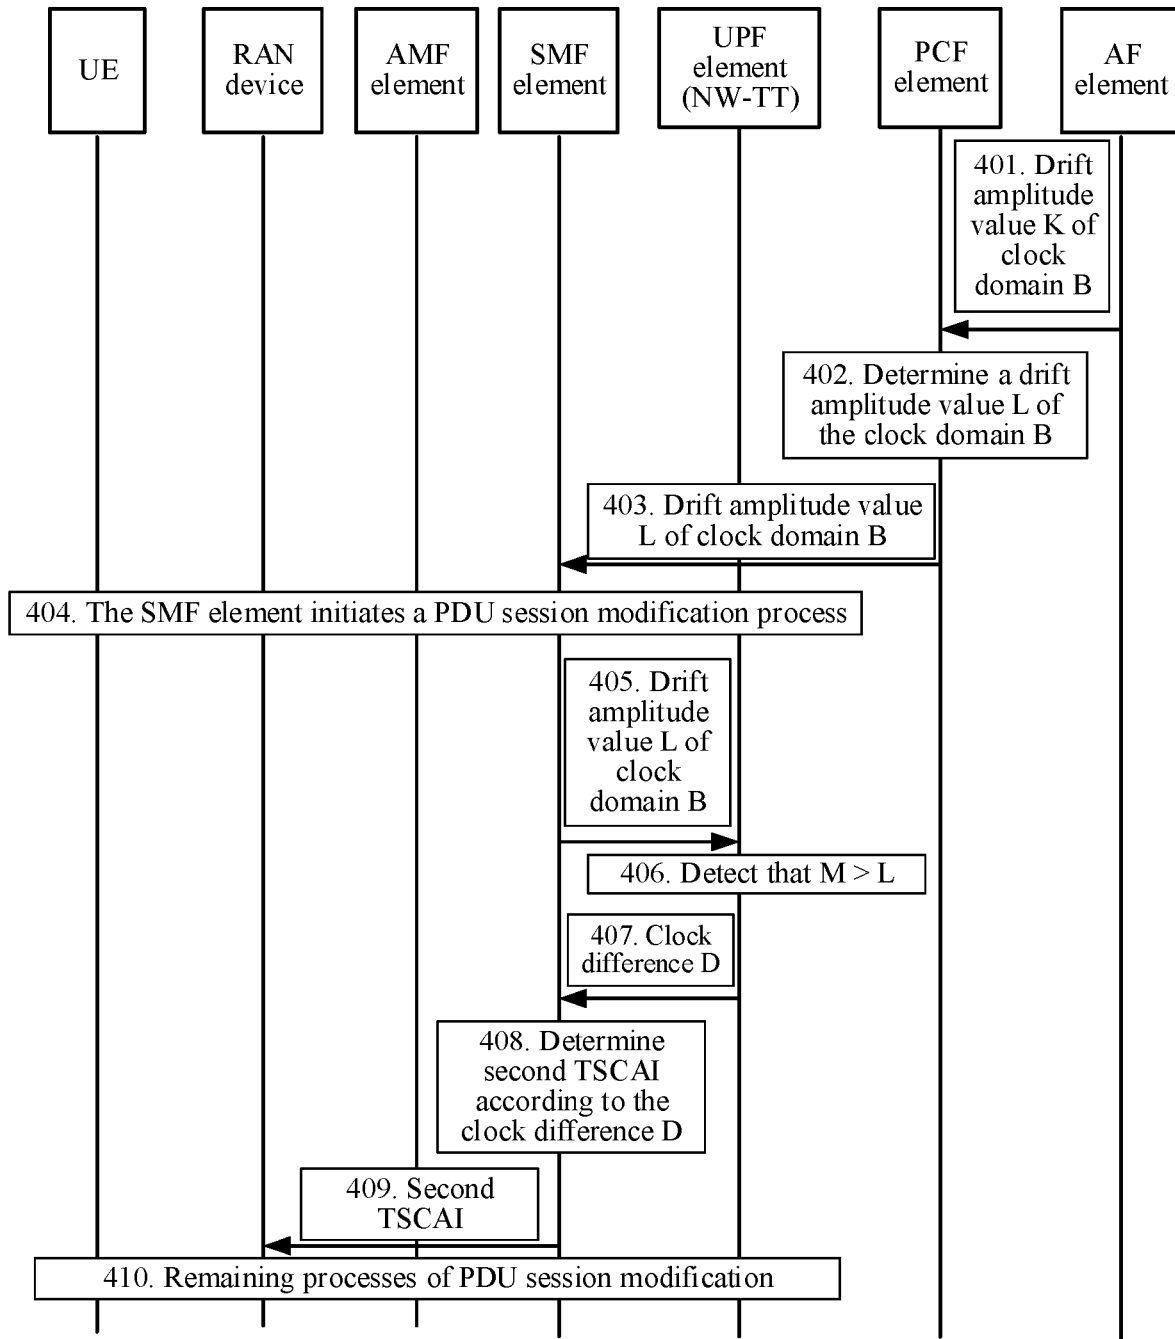 UE
RAN
device
AMF
element
SMF
element
UPF
element
(NW-TT)
PCF
element
AF
element
401. Drift
amplitude
value K of
clock
domain B
402. Determine a drift
amplitude value L of
the clock domain B
403. Drift amplitude value
L of clock domain B
404. The SMF element initiates a PDU session modification process
405. Drift
amplitude
value L of
clock
domain B
406. Detect that M > L
407. Clock
difference D
408. Determine
second TSCAI
according to the
clock difference D
409. Second
TSCAI
410. Remaining processes of PDU session modification